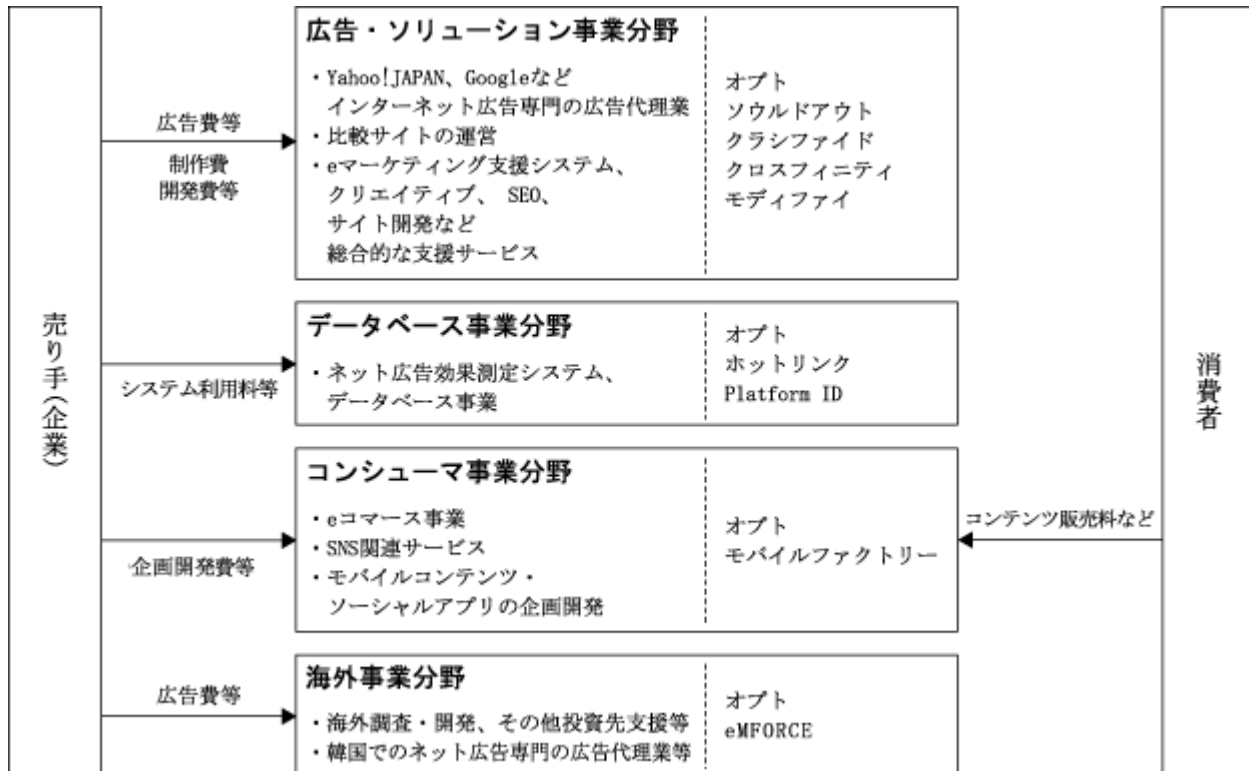 売り手(企業)
広告費等
制作費
開発費等
広告・ソリューション事業分野
・Yahoo!JAPAN、Googleなど
インターネット広告専門の広告代理業
・比較サイトの運営
・eマーケティング支援システム、
クリエイティブ、 SEO、
サイト開発など
総合的な支援サービス
オプト
ソウルドアウト
クラシファイド
クロスフィニティ
モディファイ
システム利用料等
データベース事業分野
・ネット広告効果測定システム、
データベース事業
オプト
ホットリンク
Platform ID
企画開発費等
コンシューマ事業分野
・eコマース事業
・SNS関連サービス
・モバイルコンテンツ・
ソーシャルアプリの企画開発
オプト
モバイルファクトリー
コンテンツ販売料など
消費者
広告費等
海外事業分野
・海外調査・開発、その他投資先支援等
・韓国でのネット広告専門の広告代理業等
オプト
eMFORCE